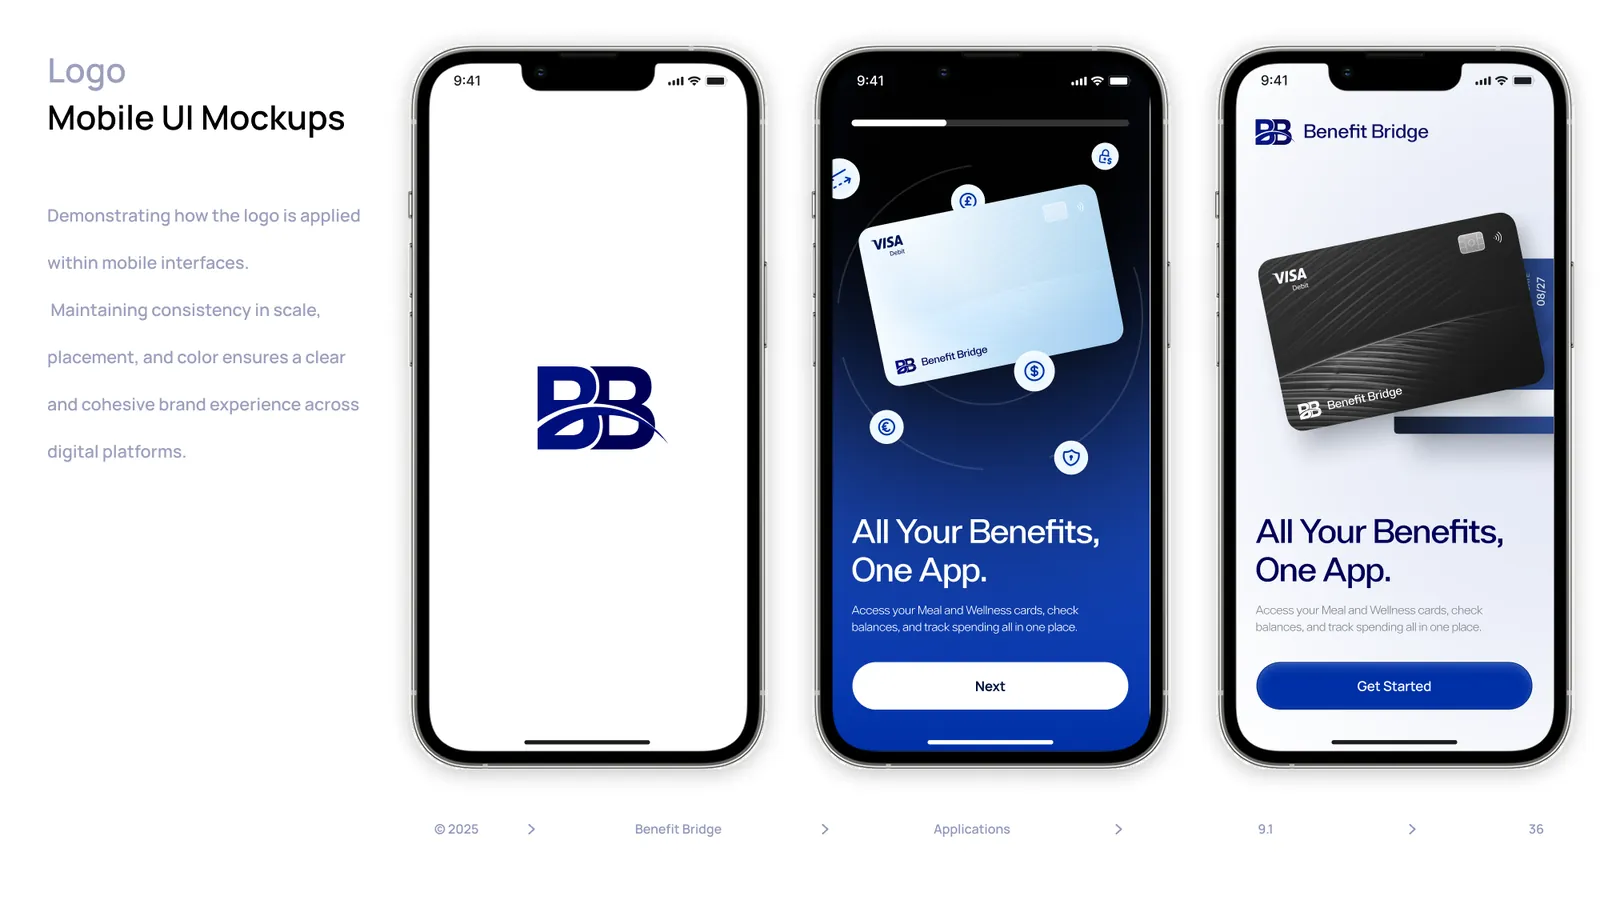 Logo
Mobile UI Mockups
Demonstrating how the logo is applied
within mobile interfaces.
Maintaining consistency in scale,
placement, and color ensures a clear
and cohesive brand experience across
digital platforms.
9:41
BB
9:41
VISA
Debit
BB Benefit Bridge
All Your Benefits,
One App.
Access your Meal and Wellness cards, check
balances, and track spending all in one place.
Next
9:41
BB Benefit Bridge
VISA
Debit
08/27
BB Benefit Bridge
All Your Benefits,
One App.
Access your Meal and Wellness cards, check
balances, and track spending all in one place.
Get Started
© 2025 > Benefit Bridge > Applications > 9.1 > 36